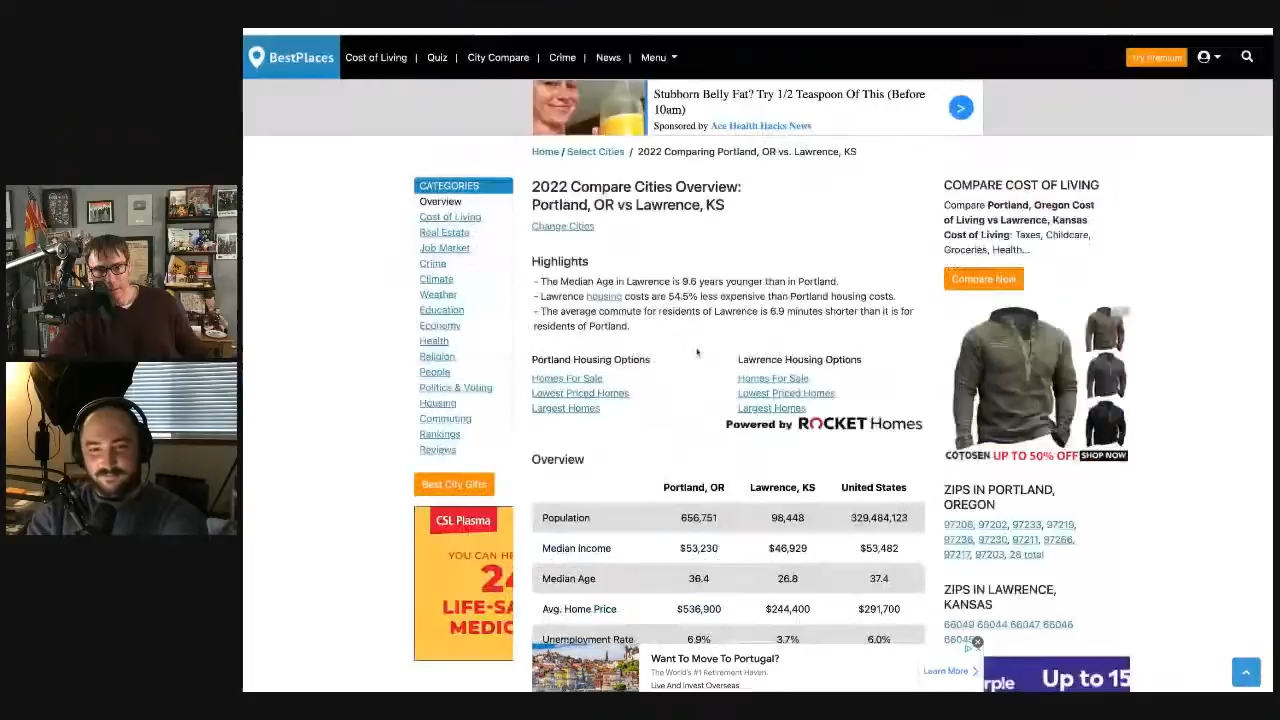 BestPlaces
Cost of Living | Quiz | City Compare | Crime | News | Menu
Try Premium
Stubborn Belly Fat? Try 1/2 Teaspoon Of This (Before
10am)
Sponsored by Ace Health Hacks News
Home / Select Cities / 2022 Comparing Portland, OR vs. Lawrence, KS
CATEGORIES
Overview
Cost of Living
Real Estate
Job Market
Crime
Climate
Weather
Education
Economy
Health
Religion
People
Politics & Voting
Housing
Commuting
Rankings
Reviews
Best City Gifts
CSL Plasma
YOU CAN HE
24
LIFE-SA
MEDIC
2022 Compare Cities Overview:
Portland, OR vs Lawrence, KS
Change Cities
Highlights
- The Median Age in Lawrence is 9.6 years younger than in Portland.
- Lawrence housing costs are 54.5% less expensive than Portland housing costs.
- The average commute for residents of Lawrence is 6.9 minutes shorter than it is for
residents of Portland.
Portland Housing Options
Homes For Sale
Lowest Priced Homes
Largest Homes
Lawrence Housing Options
Homes For Sale
Lowest Priced Homes
Largest Homes
Powered by ROCKET Homes
Overview
Portland, OR Lawrence, KS United States
Population 656,751 98,448 329,484,123
Median Income $53,230 $46,929 $53,482
Median Age 36.4 26.8 37.4
Avg. Home Price $536,900 $244,400 $291,700
Unemployment Rate 6.9% 3.7% 6.0%
Want To Move To Portugal?
The World's #1 Retirement Haven.
Live And Invest Overseas
Learn More
COMPARE COST OF LIVING
Compare Portland, Oregon Cost
of Living vs Lawrence, Kansas
Cost of Living: Taxes, Childcare,
Groceries, Health...
Compare Now
COTOSEN UP TO 50% OFF SHOP NOW
ZIPS IN PORTLAND,
OREGON
97206, 97202, 97233, 97219,
97236, 97230, 97211, 97266,
97217, 97203, 28 total
ZIPS IN LAWRENCE,
KANSAS
66049 66044 66047 66046
66045
rple Up to 15